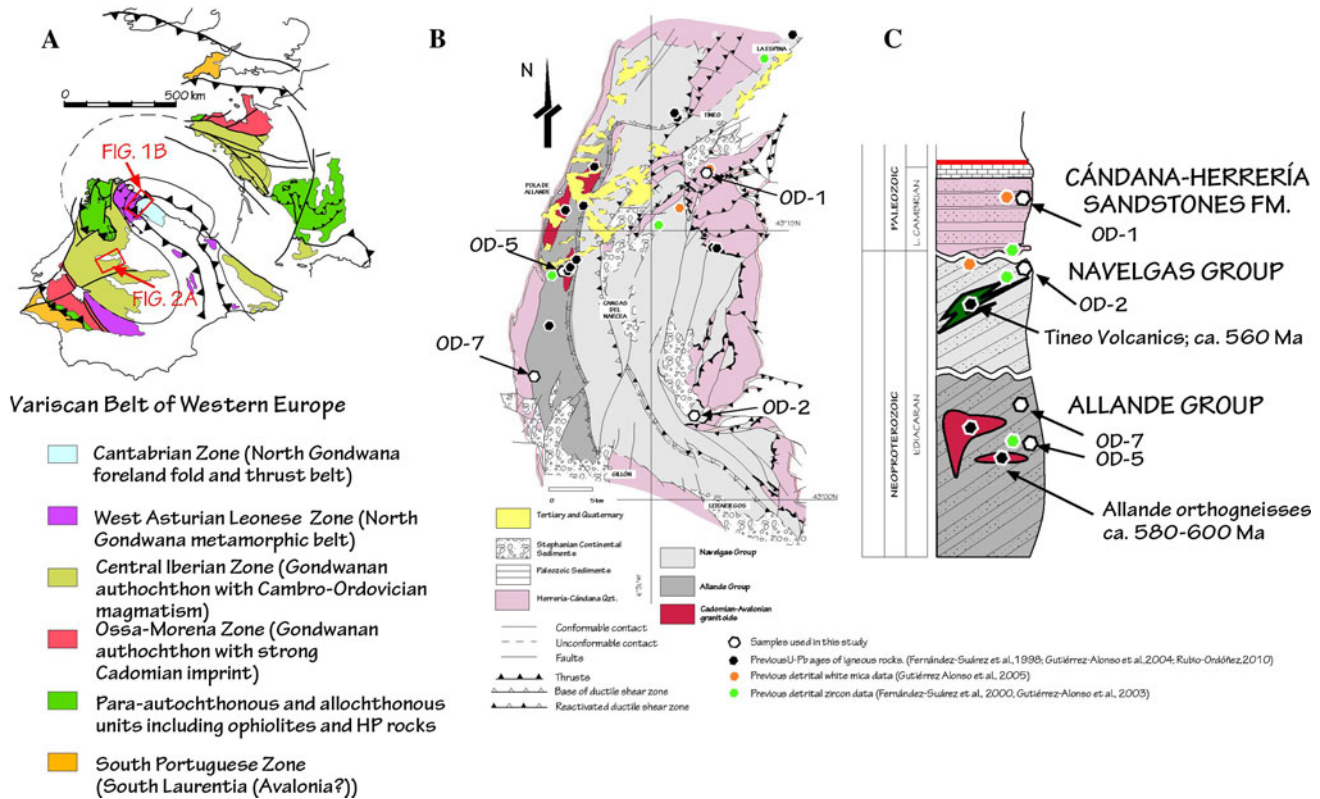 A
0
500 km
FIG. 1B
FIG. 2A
Variscan Belt of Western Europe
Cantabrian Zone (North
Gondwana
foreland fold and thrust belt)
West Asturian Leonese Zone (North
Gondwana metamorphic belt)
Central Iberian Zone (Gondwanan
authochthon with Cambro-Ordovician
magmatism)
Ossa-Morena Zone (Gondwanan
authochthon with strong
Cadomian imprint)
Para-autochthonous and allochthonous
units including ophiolites and HP rocks
South Portuguese Zone
(South Laurentia (Avalonia?))
B
N
LA ESPINA
TINEO
POLA DE
ALLANDE
OD-1
43°10'N
OD-5
CANGAS
DEL
NARCEA
OD-7
OD-2
GILLÓN
0
5 km
43°00'N
LEITARIEGOS
Tertiary and Quaternary
Stephanian Continental
Sediments
Paleozoic Sediments
Herrería-Cándana Qzt.
Navelgas Group
Allande Group
Cadomian-Avalonian
granitoids
Conformable contact
Unconformable contact
Faults
Thrusts
Base of ductile shear zone
Reactivated ductile shear zone
Samples used in this study
Previous U-Pb ages of igneous rocks. (Fernández-Suárez et al., 1998; Gutiérrez-Alonso et al., 2004; Rubio-Ordóñez, 2010)
Previous detrital white mica data (Gutiérrez Alonso et al., 2005)
Previous detrital zircon data (Fernández-Suárez et al., 2000, Gutiérrez-Alonso et al., 2003)
C
PALEOZOIC
L. CAMBRIAN
NEOPROTEROZOIC
EDIACARAN
CÁNDANA-HERRERÍA
SANDSTONES FM.
OD-1
NAVELGAS GROUP
OD-2
Tineo Volcanics; ca. 560 Ma
ALLANDE GROUP
OD-7
OD-5
Allande orthogneisses
ca. 580-600 Ma